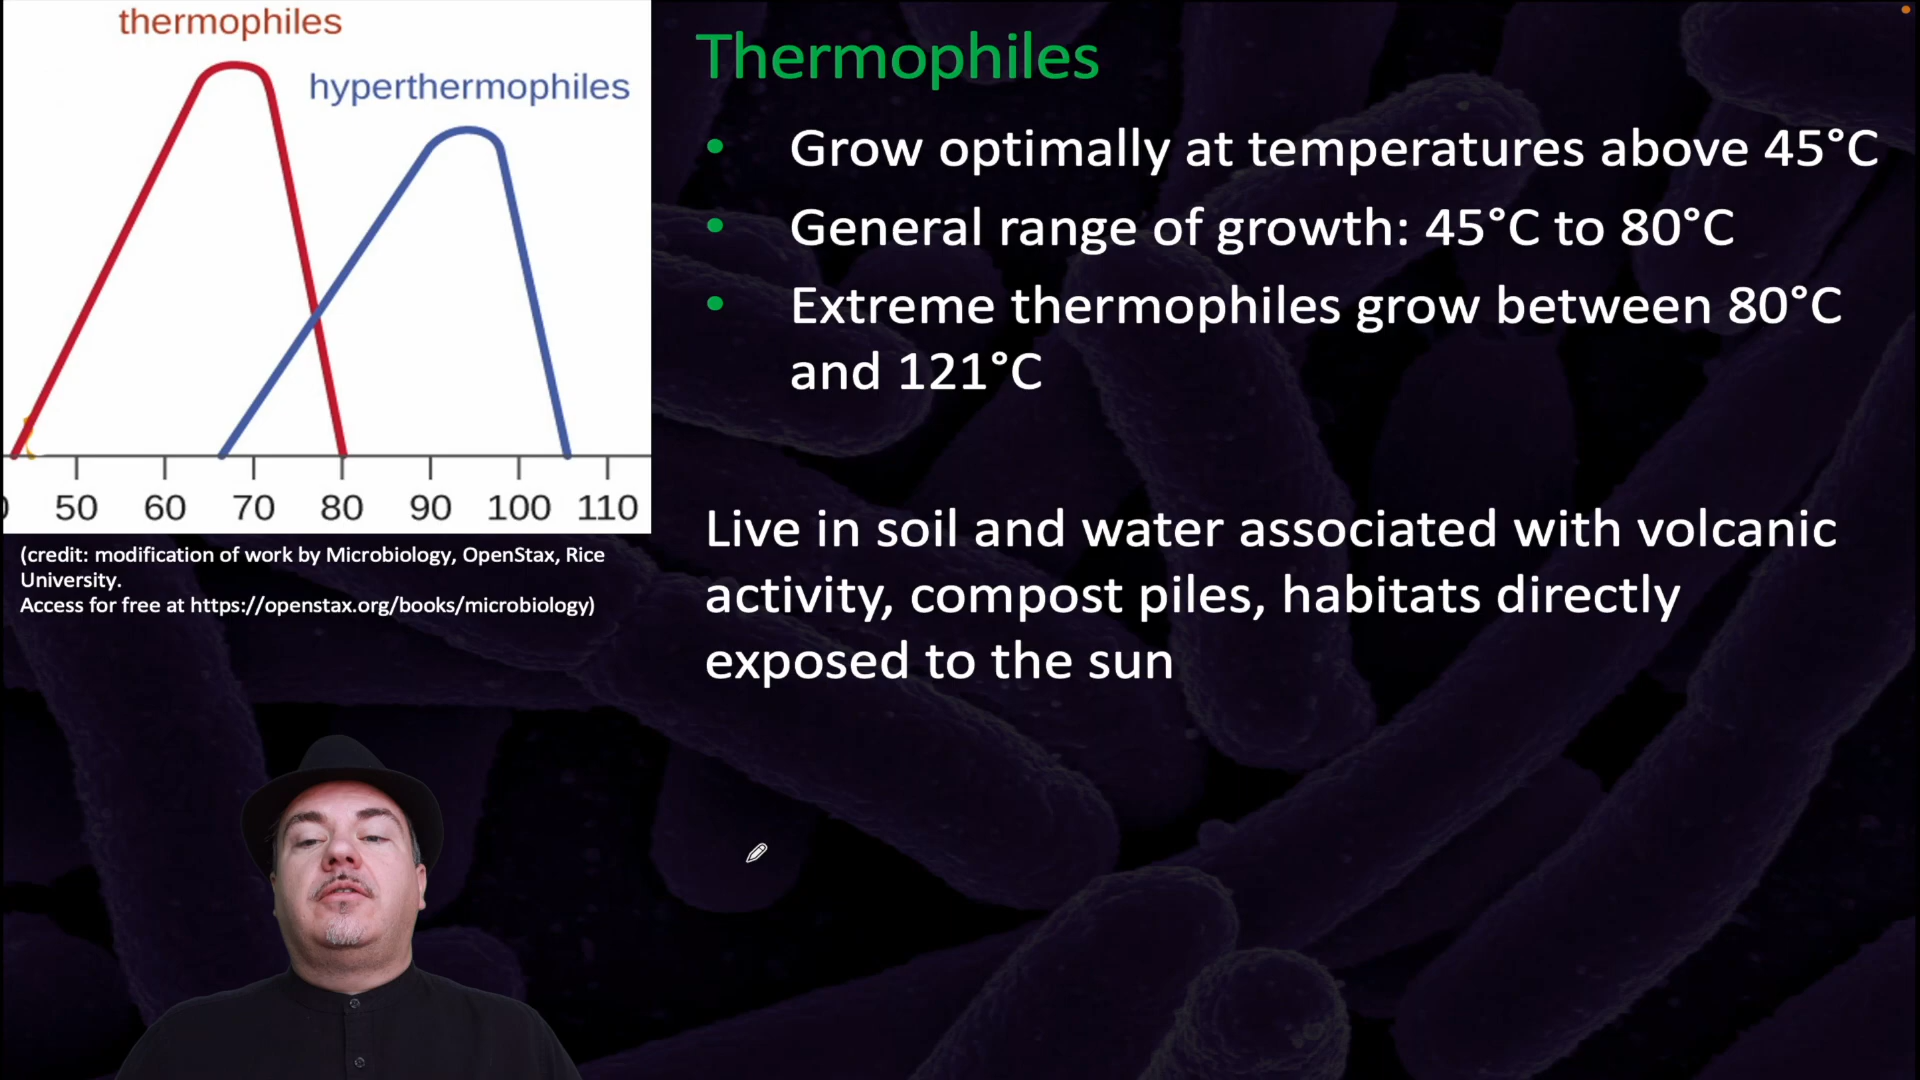 thermophiles
hyperthermophiles
50 60 70 80 90 100 110
(credit: modification of work by Microbiology, OpenStax, Rice
University.
Access for free at https://openstax.org/books/microbiology)
Thermophiles
• Grow optimally at temperatures above 45°C
• General range of growth: 45°C to 80°C
• Extreme thermophiles grow between 80°C
and 121°C
Live in soil and water associated with volcanic
activity, compost piles, habitats directly
exposed to the sun